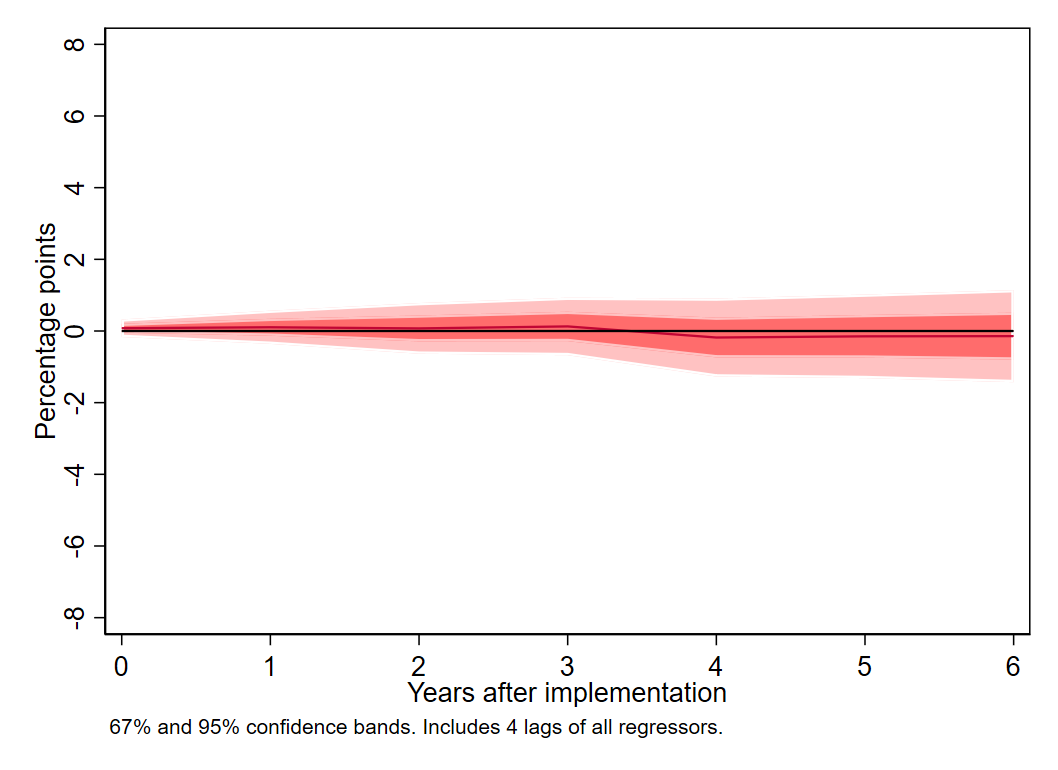 8
6
4
2
0
-2
-4
-6
-8
Percentage points
0 1 2 3 4 5 6
Years after implementation
67% and 95% confidence bands. Includes 4 lags of all regressors.